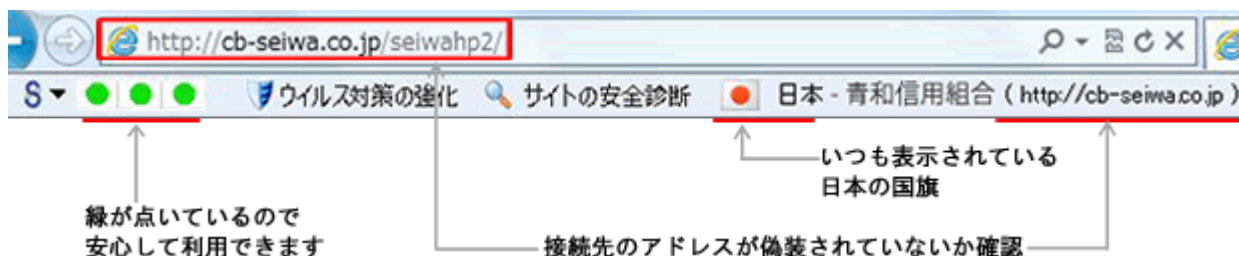 http://cb-seiwa.co.jp/seiwahp2/
S ウイルス対策の強化 サイトの安全診断 日本 - 青和信用組合 ( http://cb-seiwa.co.jp )
いつも表示されている
日本の国旗
緑が点いているので
安心して利用できます
接続先のアドレスが偽装されていないか確認